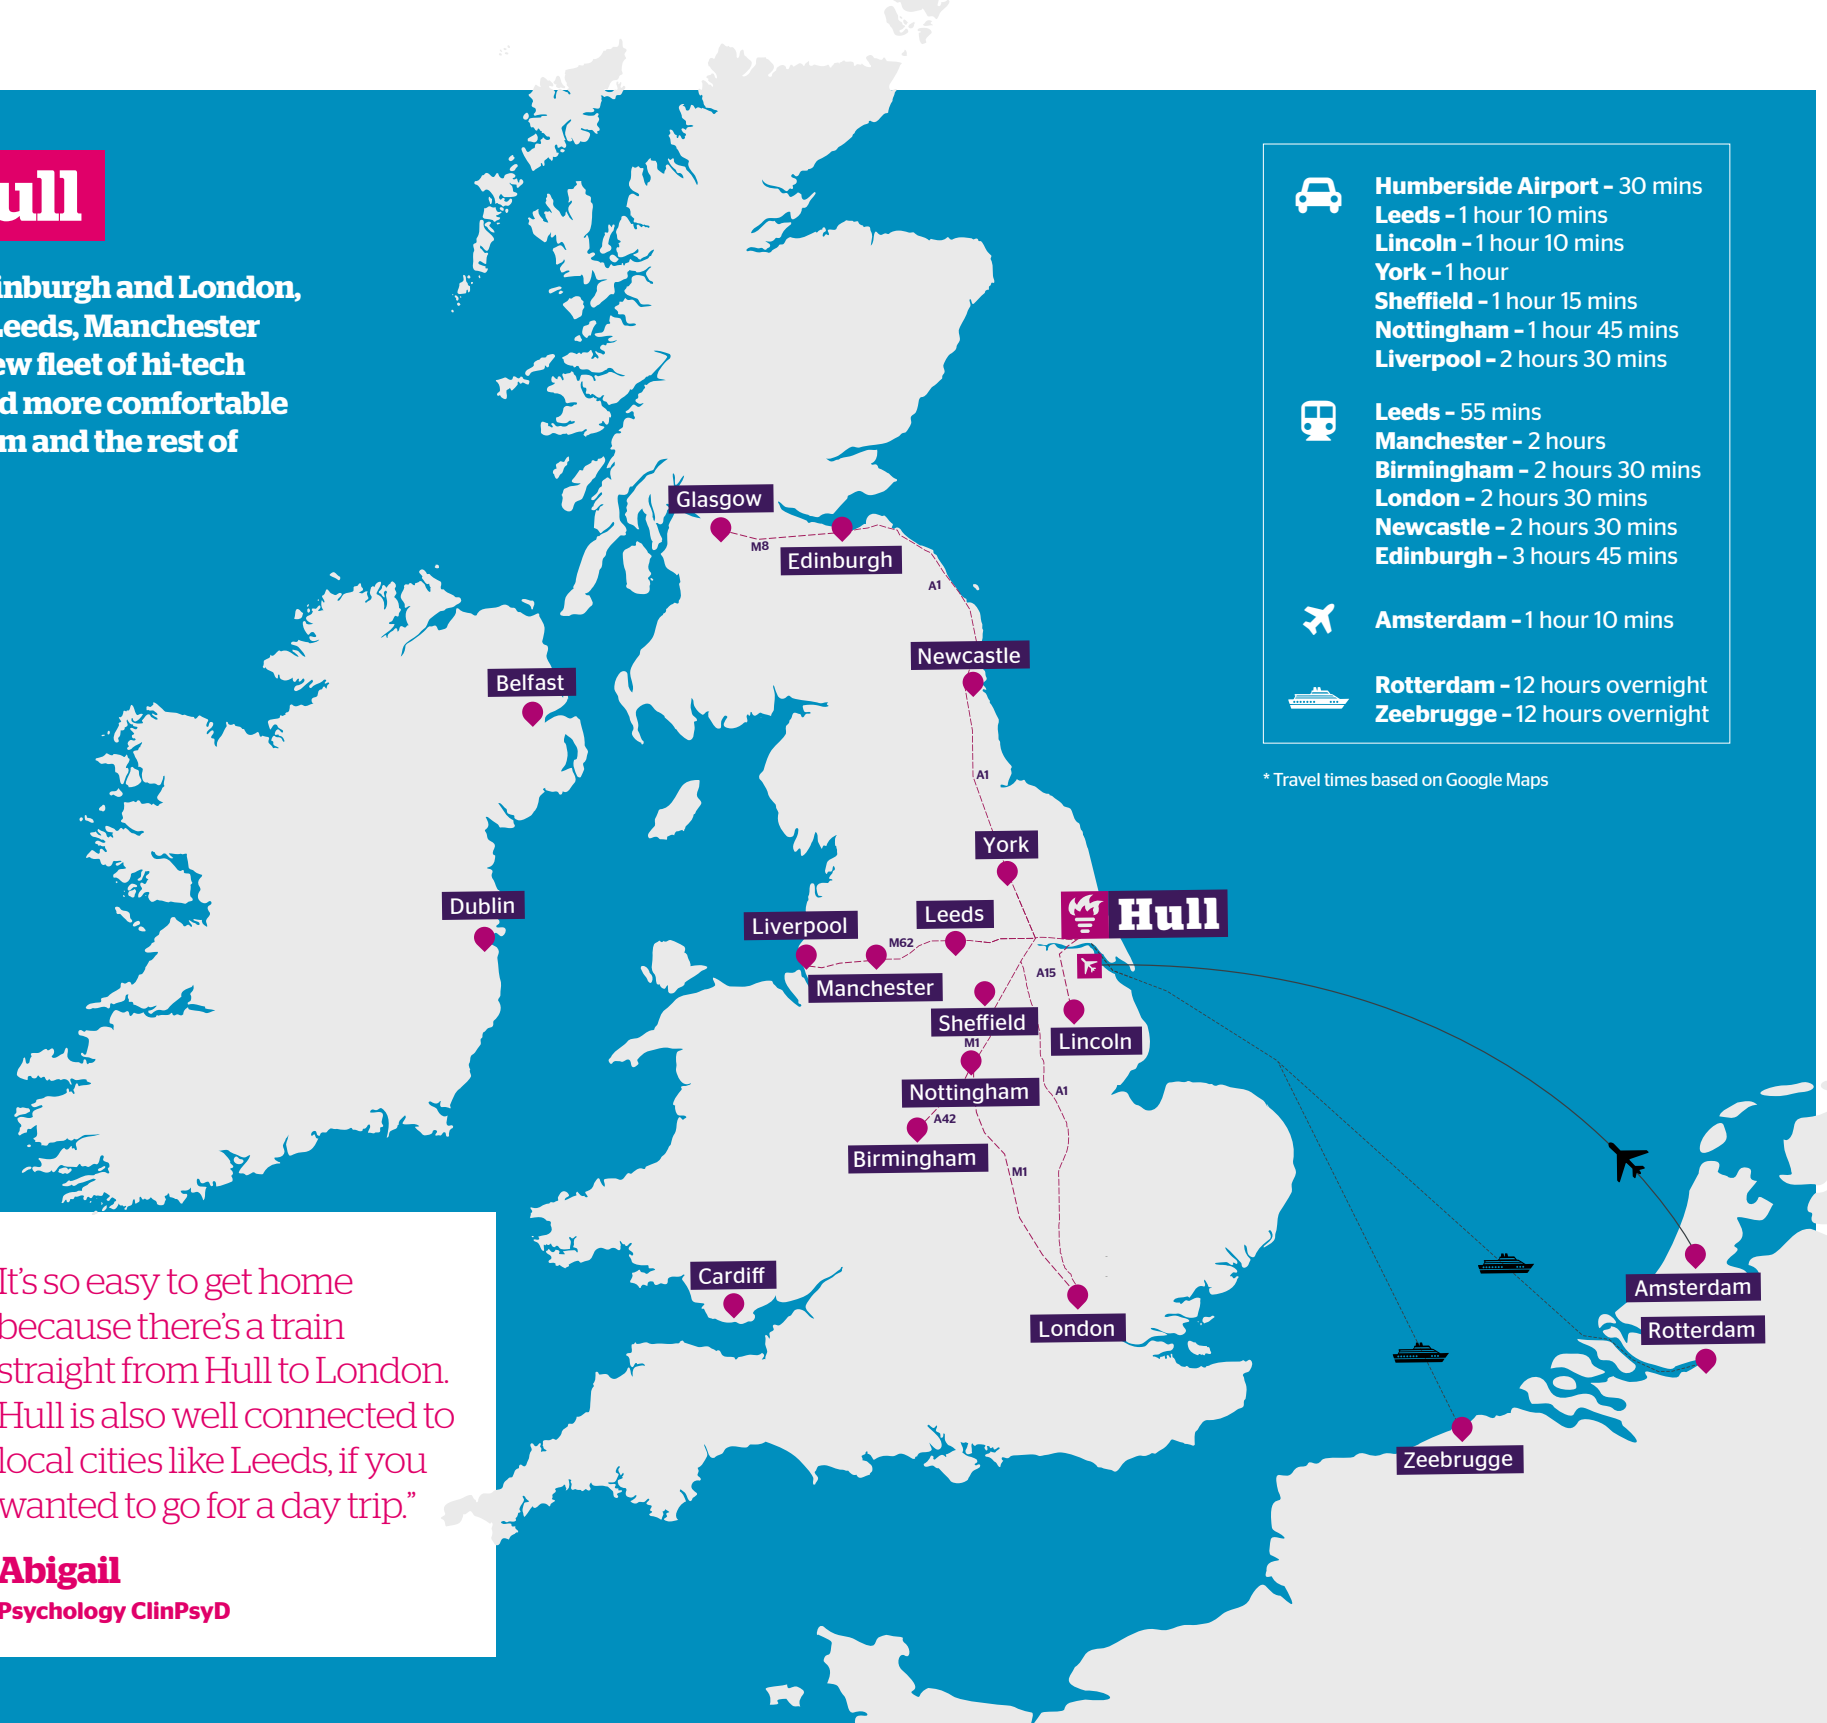 ull
inburgh and London,
Leeds, Manchester
ew fleet of hi-tech
d more comfortable
m and the rest of
Humberside Airport – 30 mins
Leeds – 1 hour 10 mins
Lincoln – 1 hour 10 mins
York – 1 hour
Sheffield – 1 hour 15 mins
Nottingham – 1 hour 45 mins
Liverpool – 2 hours 30 mins
Leeds – 55 mins
Manchester – 2 hours
Birmingham – 2 hours 30 mins
London – 2 hours 30 mins
Newcastle – 2 hours 30 mins
Edinburgh – 3 hours 45 mins
Amsterdam – 1 hour 10 mins
Rotterdam – 12 hours overnight
Zeebrugge – 12 hours overnight
* Travel times based on Google Maps
Glasgow
M8
Edinburgh
A1
Newcastle
Belfast
A1
York
Dublin
Liverpool
Leeds
Hull
M62
A15
Manchester
Sheffield
M1
Lincoln
Nottingham
A1
A42
Birmingham
M1
Cardiff
London
Amsterdam
Rotterdam
Zeebrugge
It’s so easy to get home
because there’s a train
straight from Hull to London.
Hull is also well connected to
local cities like Leeds, if you
wanted to go for a day trip.”
Abigail
Psychology ClinPsyD